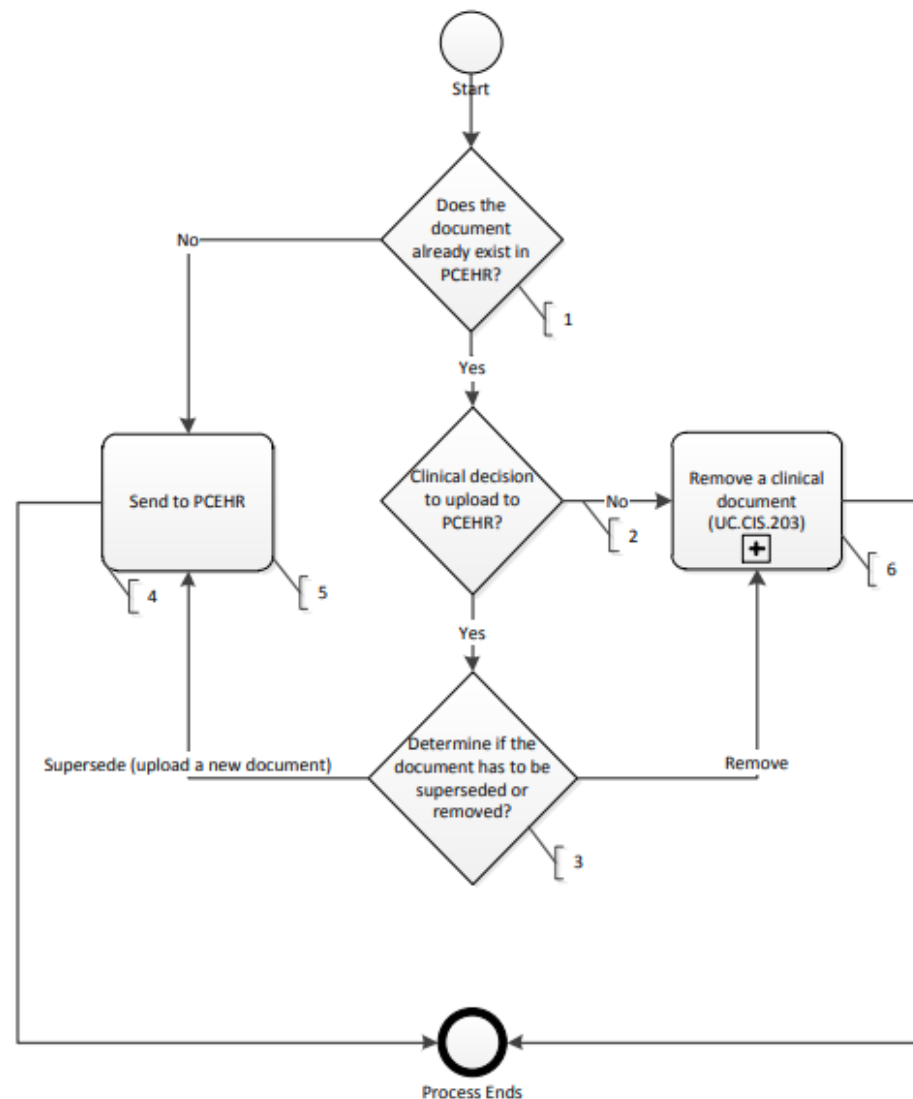 Start
Does the
document
already exist in
PCEHR?
1
No
Yes
Clinical decision
to upload to
PCEHR?
No
2
Remove a clinical
document
(UC.CIS.203)
6
Send to PCEHR
4
5
Yes
Determine if the
document has to be
superseded or
removed?
3
Supersede (upload a new document)
Remove
Process Ends